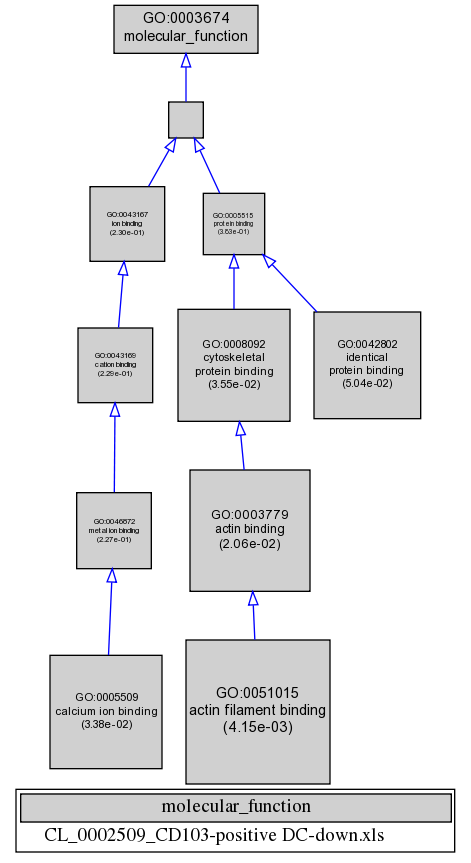 GO:0003674
molecular_function
GO:0043167
ion binding
(2.30e-01)
GO:0005515
protein binding
(3.63e-01)
GO:0008092
cytoskeletal
protein binding
(3.55e-02)
GO:0042802
identical
protein binding
(5.04e-02)
GO:0043169
cation binding
(2.29e-01)
GO:0003779
actin binding
(2.06e-02)
GO:0046872
metal ion binding
(2.27e-01)
GO:0005509
calcium ion binding
(3.38e-02)
GO:0051015
actin filament binding
(4.15e-03)
molecular_function
CL_0002509_CD103-positive DC-down.xls